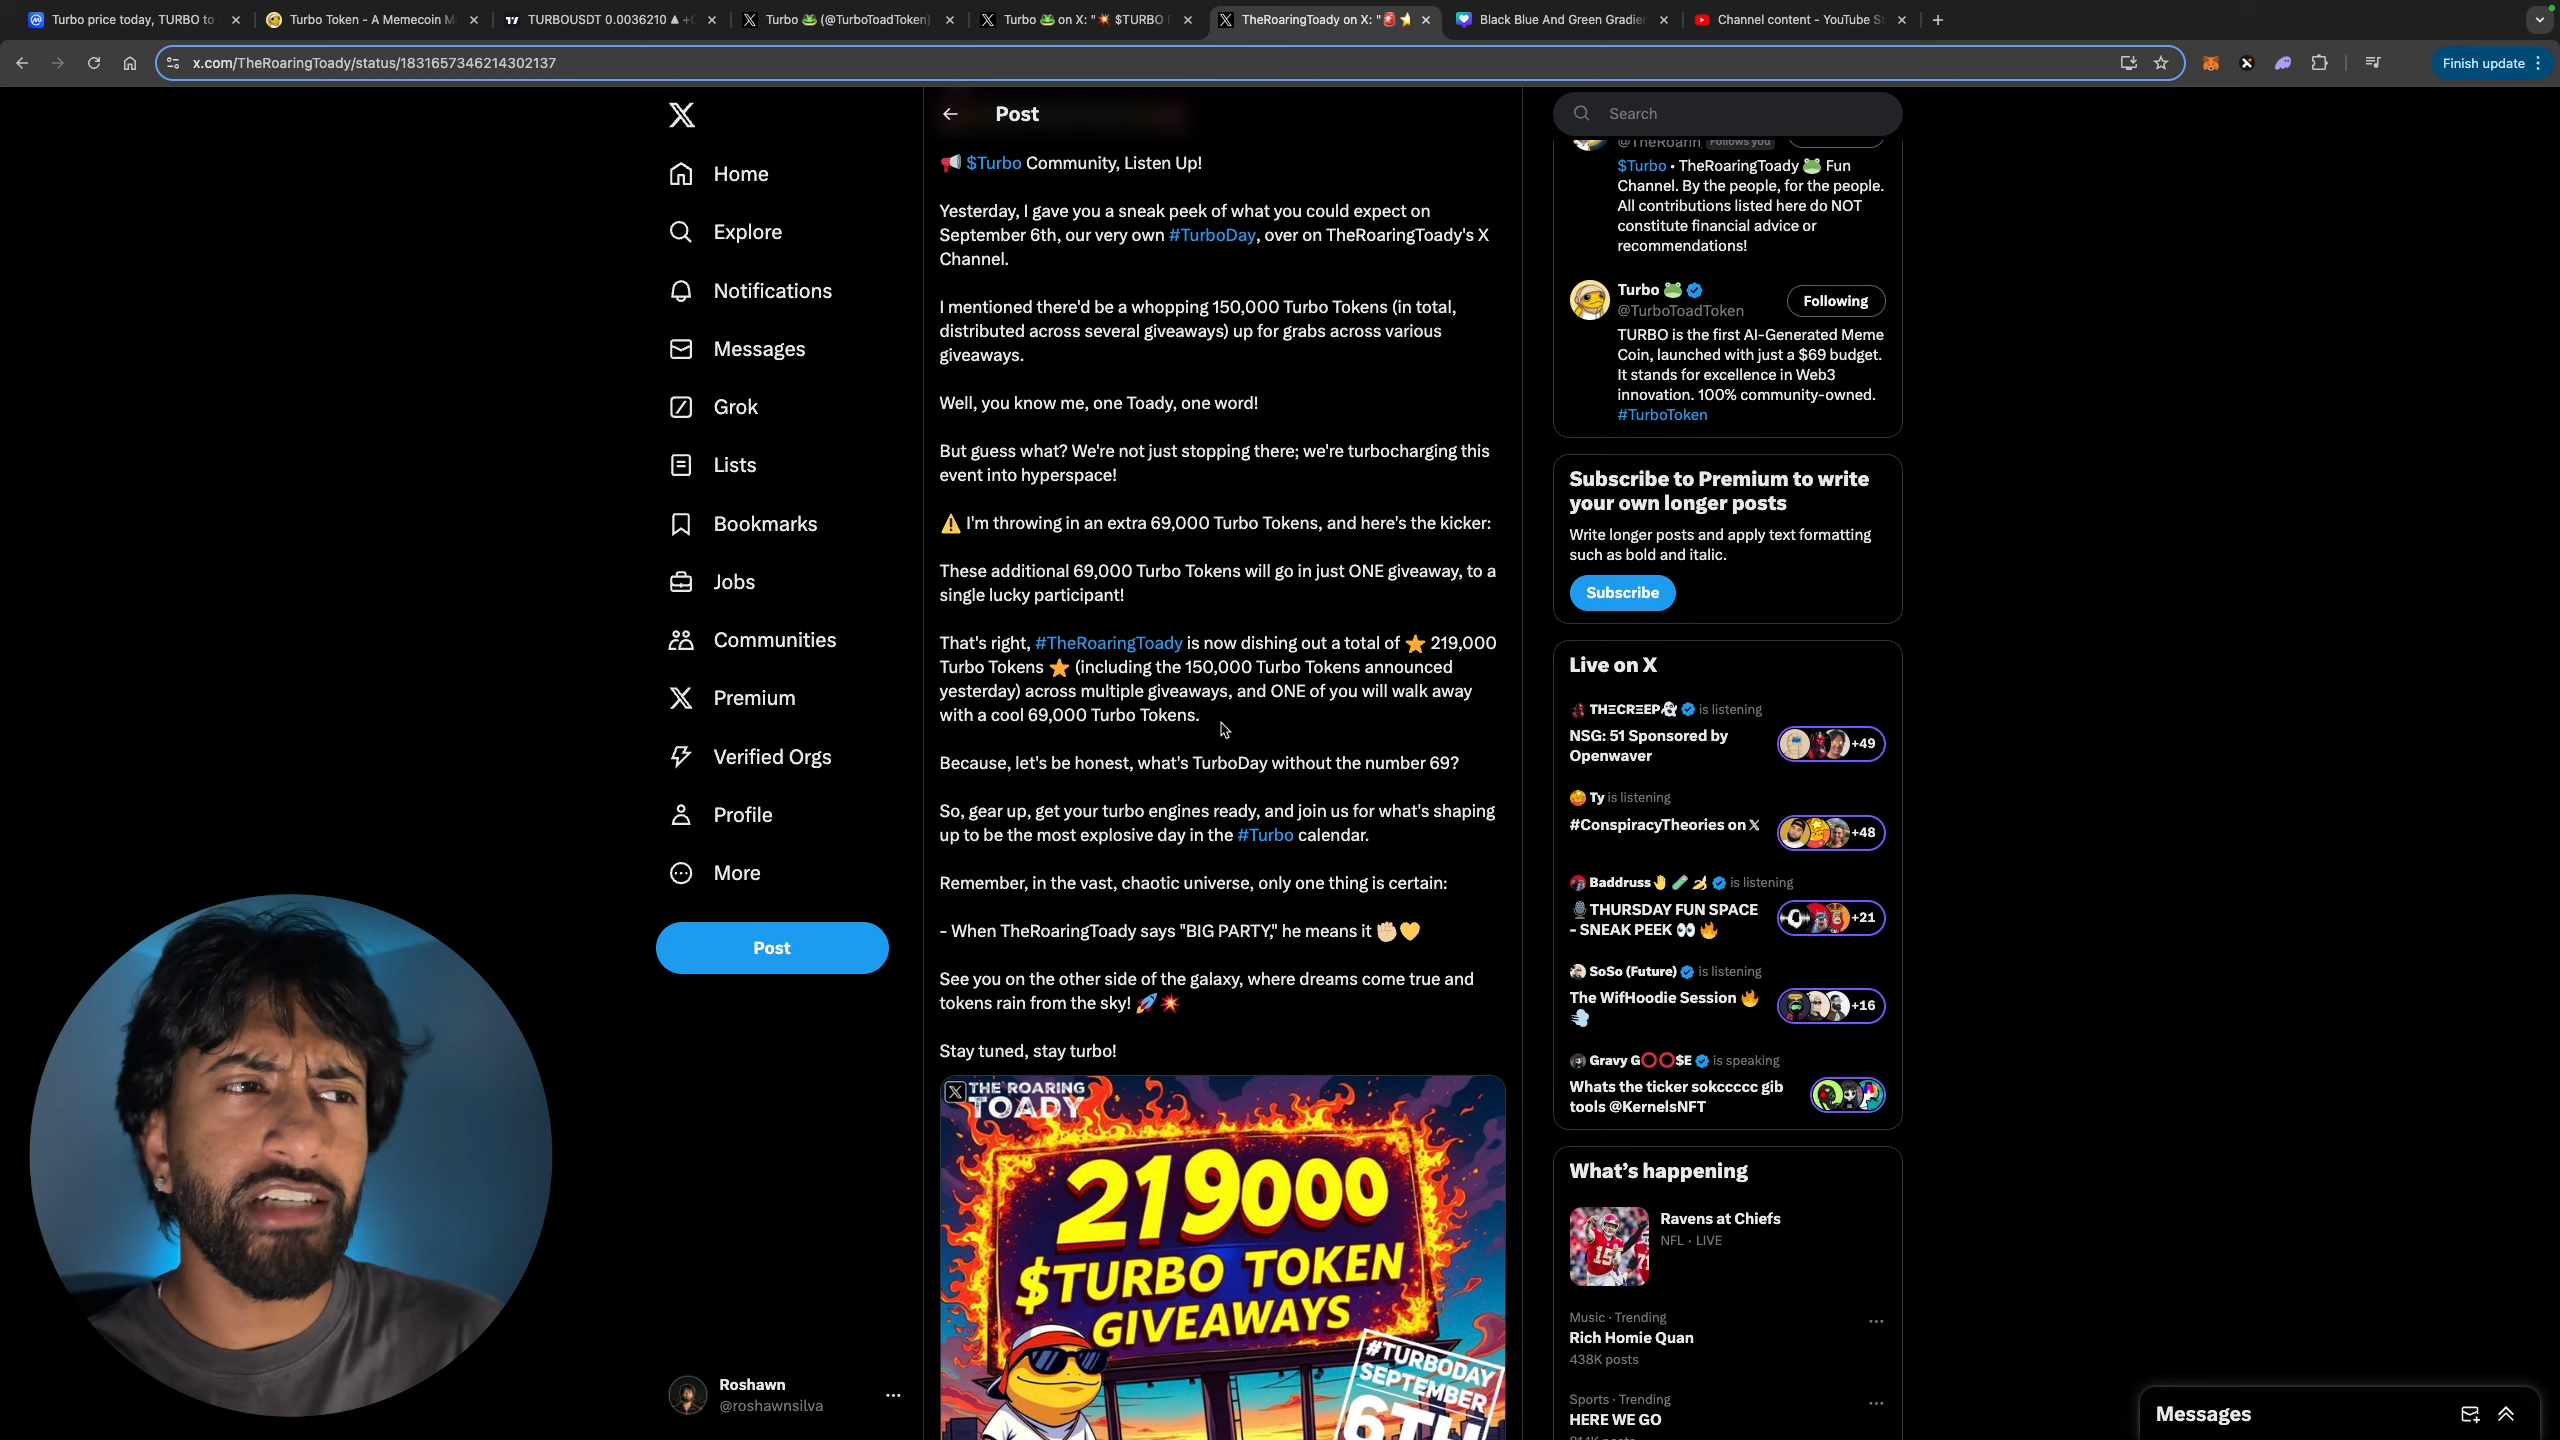 Turbo price today, TURBO to
Turbo Token - A Memecoin M
TURBOUSDT 0.0036210 ▲ +
Turbo 🐸 (@TurboToadToken)
Turbo 🐸 on X: "💥 $TURBO
TheRoaringToady on X: "🚨 ⭐
Black Blue And Green Gradie
Channel content - YouTube S
x.com/TheRoaringToady/status/1831657346214302137
Finish update
Home
Explore
Notifications
Messages
Grok
Lists
Bookmarks
Jobs
Communities
Premium
Verified Orgs
Profile
More
Post
Roshawn
@roshawnsilva
Post
📢 $Turbo Community, Listen Up!
Yesterday, I gave you a sneak peek of what you could expect on
September 6th, our very own #TurboDay, over on TheRoaringToady's X
Channel.
I mentioned there'd be a whopping 150,000 Turbo Tokens (in total,
distributed across several giveaways) up for grabs across various
giveaways.
Well, you know me, one Toady, one word!
But guess what? We're not just stopping there; we're turbocharging this
event into hyperspace!
⚠️ I'm throwing in an extra 69,000 Turbo Tokens, and here's the kicker:
These additional 69,000 Turbo Tokens will go in just ONE giveaway, to a
single lucky participant!
That's right, #TheRoaringToady is now dishing out a total of ⭐ 219,000
Turbo Tokens ⭐ (including the 150,000 Turbo Tokens announced
yesterday) across multiple giveaways, and ONE of you will walk away
with a cool 69,000 Turbo Tokens.
Because, let's be honest, what's TurboDay without the number 69?
So, gear up, get your turbo engines ready, and join us for what's shaping
up to be the most explosive day in the #Turbo calendar.
Remember, in the vast, chaotic universe, only one thing is certain:
- When TheRoaringToady says "BIG PARTY," he means it ✊🏼💛
See you on the other side of the galaxy, where dreams come true and
tokens rain from the sky! 🚀💥
Stay tuned, stay turbo!
THE ROARING
TOADY
219000
$TURBO TOKEN
GIVEAWAYS
#TURBODAY
SEPTEMBER
6TH
Search
@TheRoarin Follows you
$Turbo • TheRoaringToady 🐸 Fun
Channel. By the people, for the people.
All contributions listed here do NOT
constitute financial advice or
recommendations!
Turbo 🐸
@TurboToadToken
Following
TURBO is the first AI-Generated Meme
Coin, launched with just a $69 budget.
It stands for excellence in Web3
innovation. 100% community-owned.
#TurboToken
Subscribe to Premium to write
your own longer posts
Write longer posts and apply text formatting
such as bold and italic.
Subscribe
Live on X
THΞCRΞEP👻 is listening
NSG: 51 Sponsored by
Openwaver
+49
Ty is listening
#ConspiracyTheories on 𝕏
+48
Baddruss🤚 is listening
🎙️THURSDAY FUN SPACE
- SNEAK PEEK 👀 🔥
+21
SoSo (Future) is listening
The WifHoodie Session 🔥
💨
+16
Gravy G⭕⭕$E is speaking
Whats the ticker sokccccc gib
tools @KernelsNFT
What's happening
Ravens at Chiefs
NFL · LIVE
Music · Trending
Rich Homie Quan
438K posts
Sports · Trending
HERE WE GO
Messages